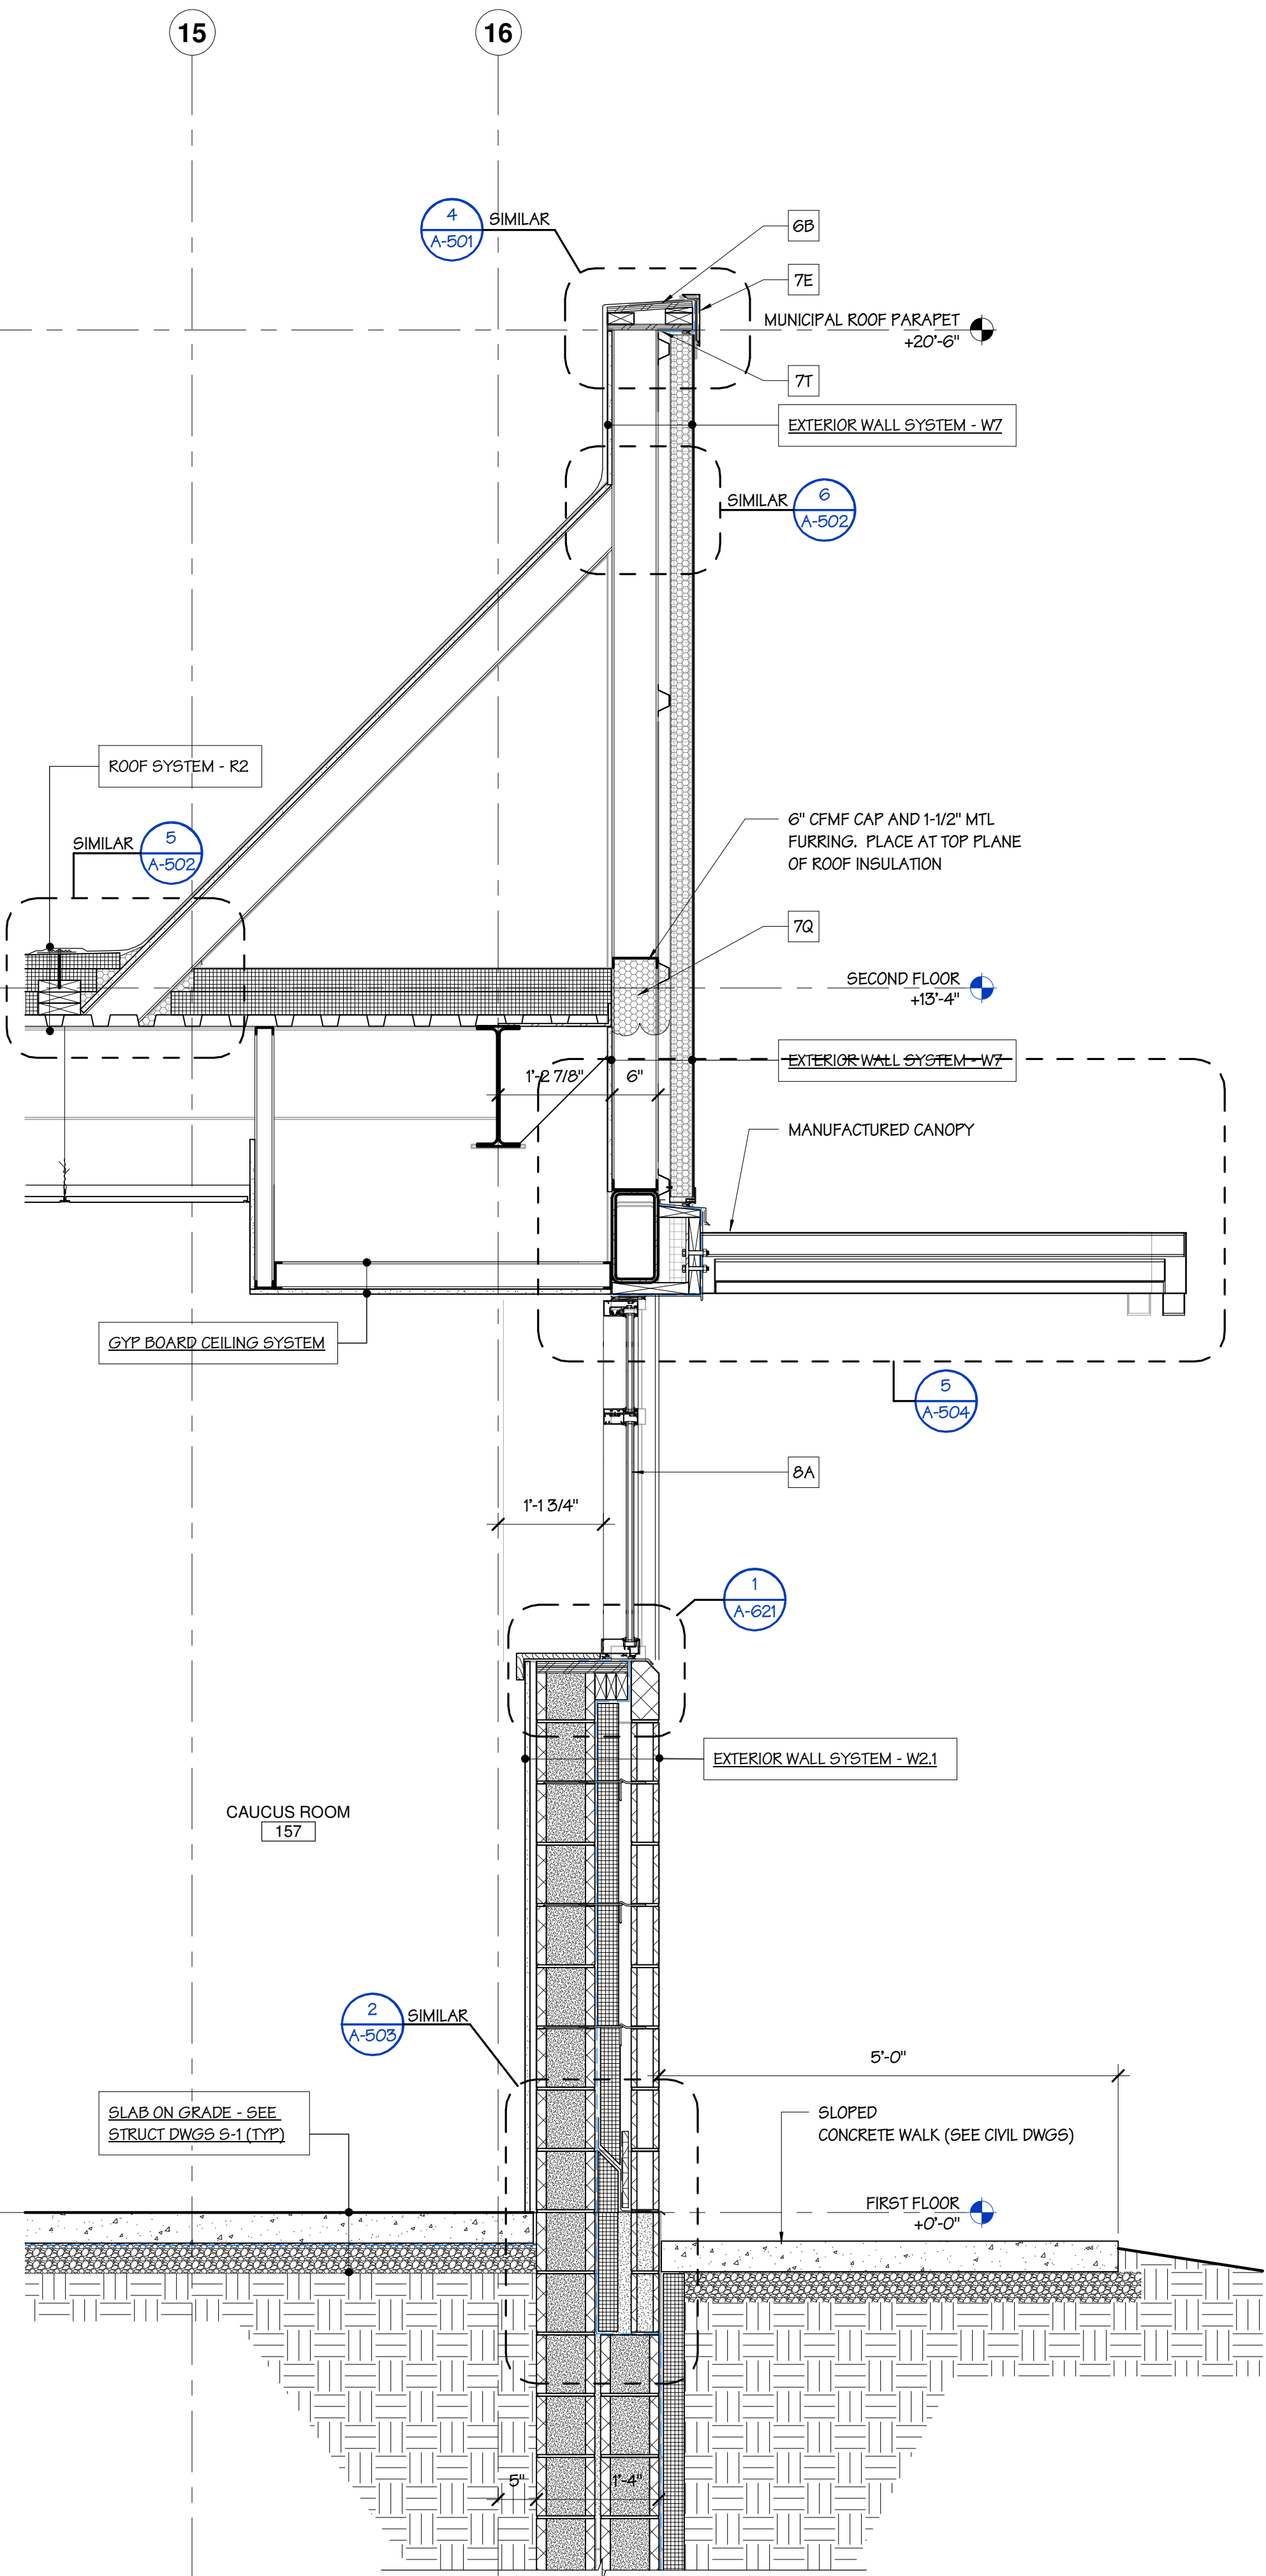 15
16
4
A-501
SIMILAR
6B
7E
MUNICIPAL ROOF PARAPET
+20'-6"
7T
EXTERIOR WALL SYSTEM - W7
SIMILAR
6
A-502
ROOF SYSTEM - R2
SIMILAR
5
A-502
6" CFMF CAP AND 1-1/2" MTL
FURRING. PLACE AT TOP PLANE
OF ROOF INSULATION
7Q
SECOND FLOOR
+13'-4"
EXTERIOR WALL SYSTEM - W7
1'-2 7/8"
6"
MANUFACTURED CANOPY
GYP BOARD CEILING SYSTEM
5
A-504
8A
1'-1 3/4"
1
A-621
EXTERIOR WALL SYSTEM - W2.1
CAUCUS ROOM
157
2
A-503
SIMILAR
5'-0"
SLAB ON GRADE - SEE
STRUCT DWGS S-1 (TYP)
SLOPED
CONCRETE WALK (SEE CIVIL DWGS)
FIRST FLOOR
+0'-0"
5"
1'-4"